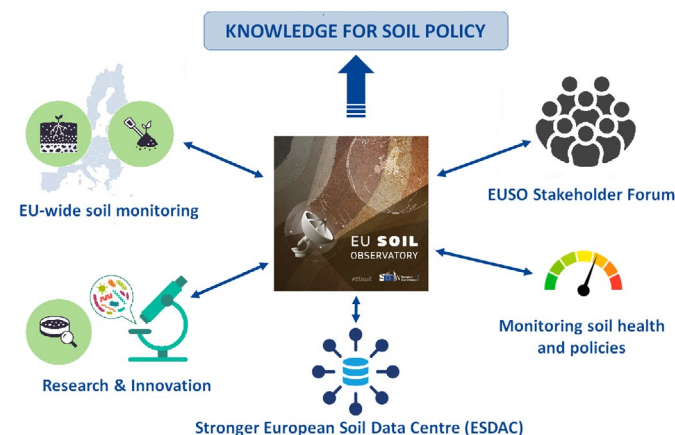 KNOWLEDGE FOR SOIL POLICY
EU-wide soil monitoring
EUSO Stakeholder Forum
EU SOIL
OBSERVATORY
Research & Innovation
Monitoring soil health
and policies
Stronger European Soil Data Centre (ESDAC)